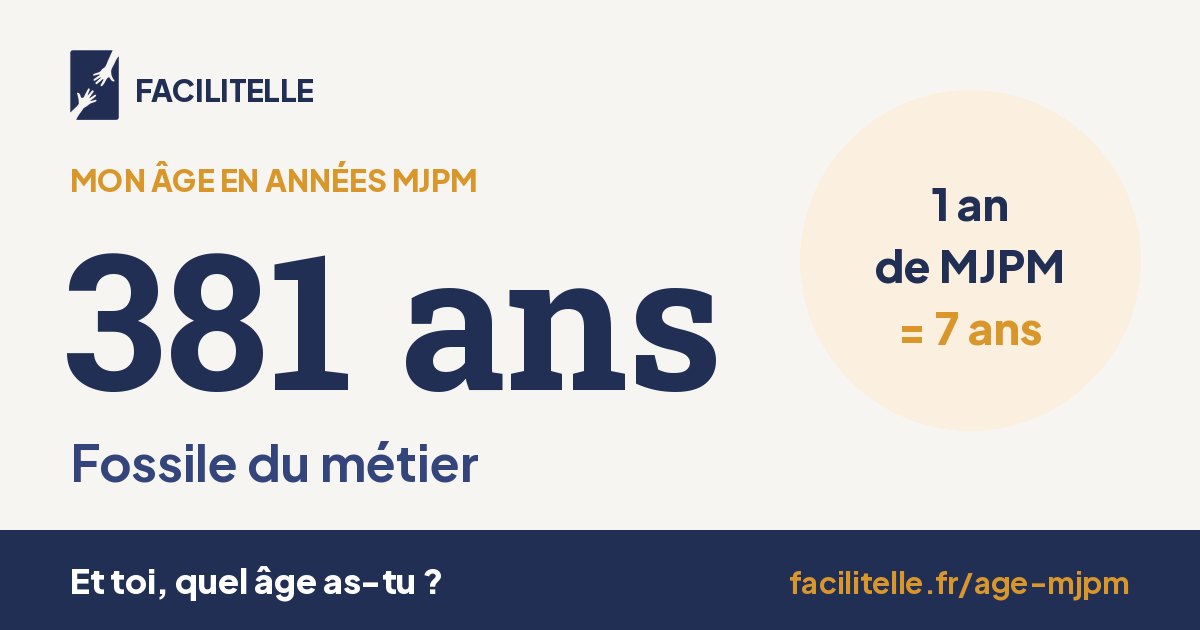 FACILITELLE
MON ÂGE EN ANNÉES MJPM
381 ans
Fossile du métier
1 an
de MJPM
= 7 ans
Et toi, quel âge as-tu ?
facilitelle.fr/age-mjpm